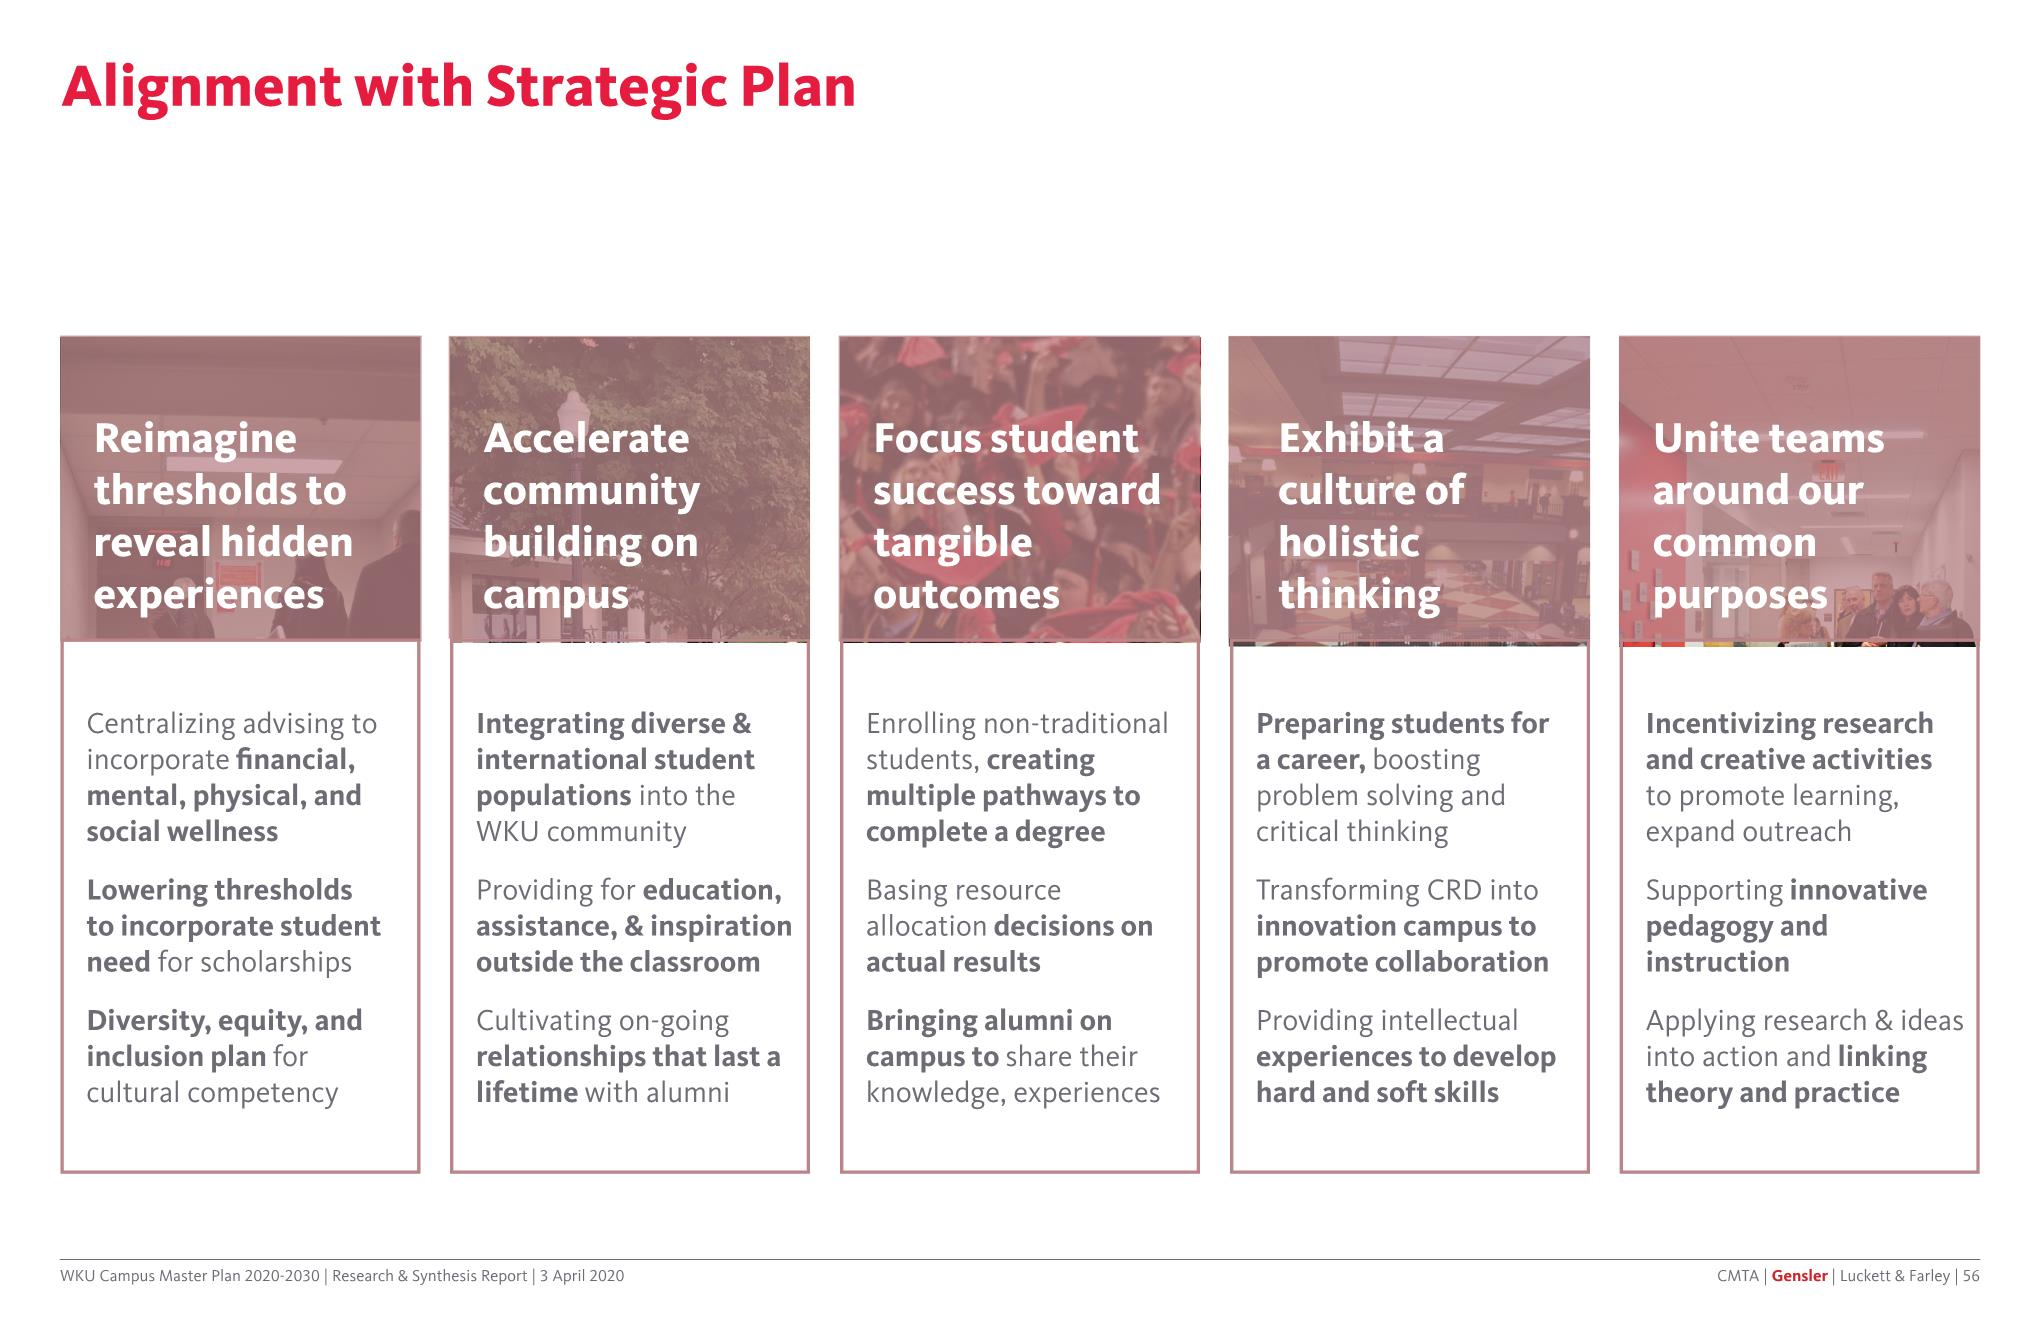 Alignment with Strategic Plan
Reimagine
thresholds to
reveal hidden
experiences
Centralizing advising to
incorporate financial,
mental, physical, and
social wellness
Lowering thresholds
to incorporate student
need for scholarships
Diversity, equity, and
inclusion plan for
cultural competency
Accelerate
community
building on
campus
Integrating diverse &
international student
populations into the
WKU community
Providing for education,
assistance, & inspiration
outside the classroom
Cultivating on-going
relationships that last a
lifetime with alumni
Focus student
success toward
tangible
outcomes
Enrolling non-traditional
students, creating
multiple pathways to
complete a degree
Basing resource
allocation decisions on
actual results
Bringing alumni on
campus to share their
knowledge, experiences
Exhibit a
culture of
holistic
thinking
Preparing students for
a career, boosting
problem solving and
critical thinking
Transforming CRD into
innovation campus to
promote collaboration
Providing intellectual
experiences to develop
hard and soft skills
Unite teams
around our
common
purposes
Incentivizing research
and creative activities
to promote learning,
expand outreach
Supporting innovative
pedagogy and
instruction
Applying research & ideas
into action and linking
theory and practice
WKU Campus Master Plan 2020-2030 | Research & Synthesis Report | 3 April 2020
CMTA | Gensler | Luckett & Farley | 56